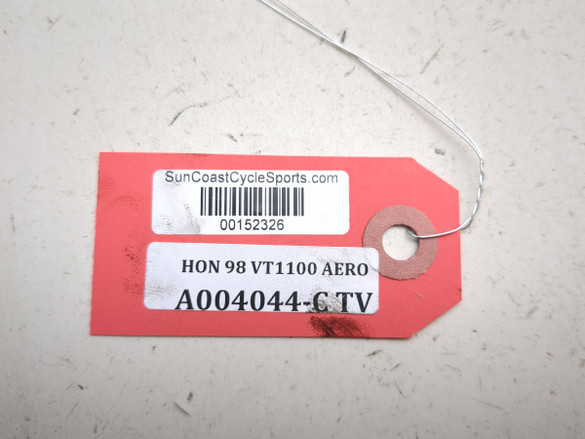 SunCoastCycleSports.com
00152326
HON 98 VT1100 AERO
A004044-C TV